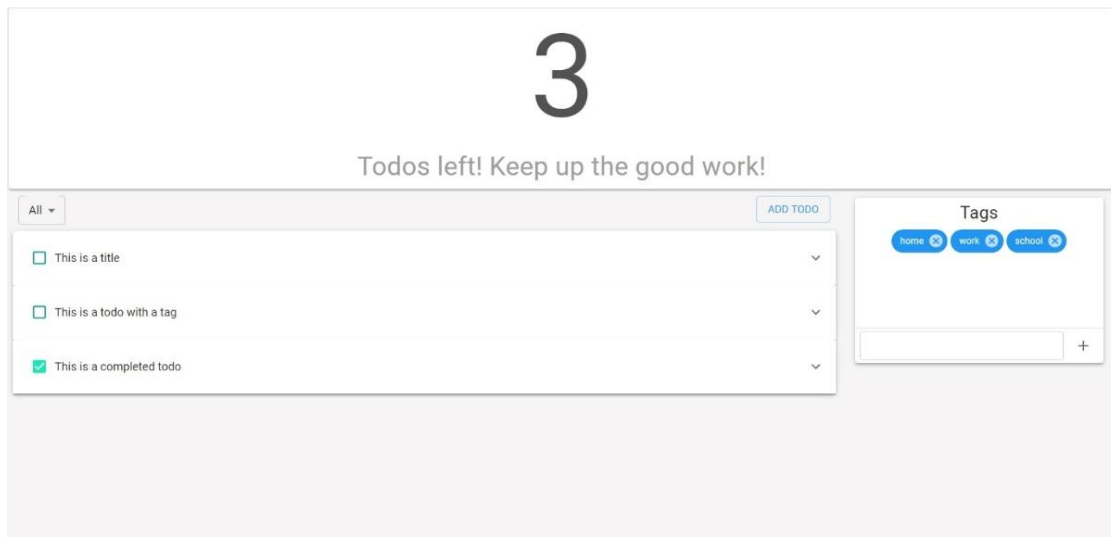 3
Todos left! Keep up the good work!
All
ADD TODO
This is a title
This is a todo with a tag
This is a completed todo
Tags
home work school
+